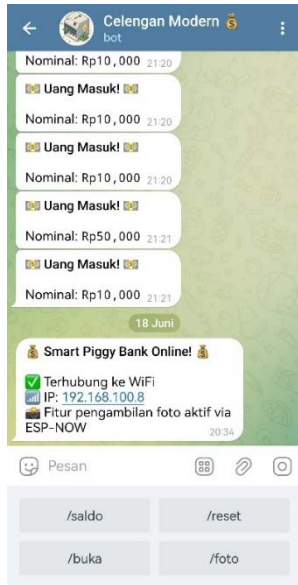 Celengan Modern 💰
bot
Nominal: Rp10,000 21:20
💵 Uang Masuk! 💵
Nominal: Rp10,000 21:20
💵 Uang Masuk! 💵
Nominal: Rp10,000 21:20
💵 Uang Masuk! 💵
Nominal: Rp50,000 21:21
💵 Uang Masuk! 💵
Nominal: Rp10,000 21:21
18 Juni
💰 Smart Piggy Bank Online! 💰
✅ Terhubung ke WiFi
📶 IP: 192.168.100.8
📸 Fitur pengambilan foto aktif via
ESP-NOW 20:34
Pesan
/saldo /reset
/buka /foto